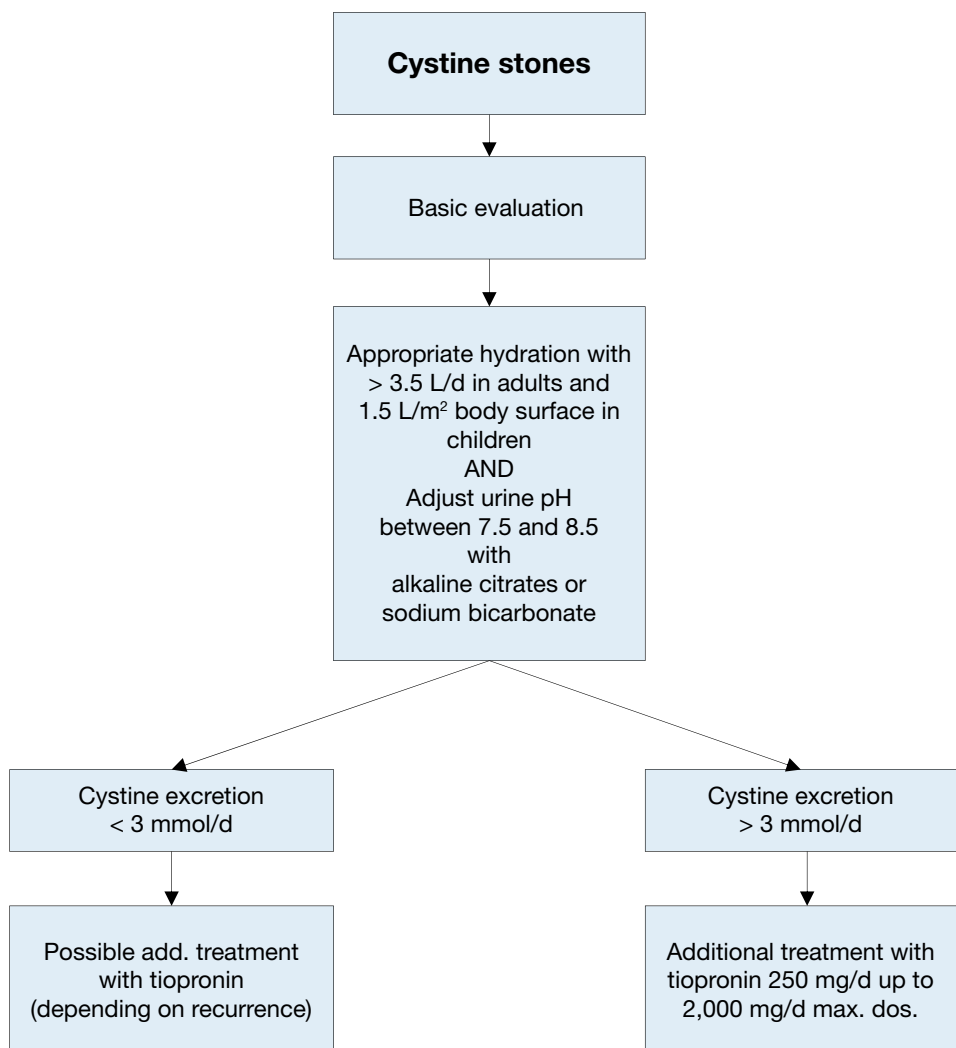 Cystine stones
Basic evaluation
Appropriate hydration with
> 3.5 L/d in adults and
1.5 L/m² body surface in
children
AND
Adjust urine pH
between 7.5 and 8.5
with
alkaline citrates or
sodium bicarbonate
Cystine excretion
< 3 mmol/d
Possible add. treatment
with tiopronin
(depending on recurrence)
Cystine excretion
> 3 mmol/d
Additional treatment with
tiopronin 250 mg/d up to
2,000 mg/d max. dos.